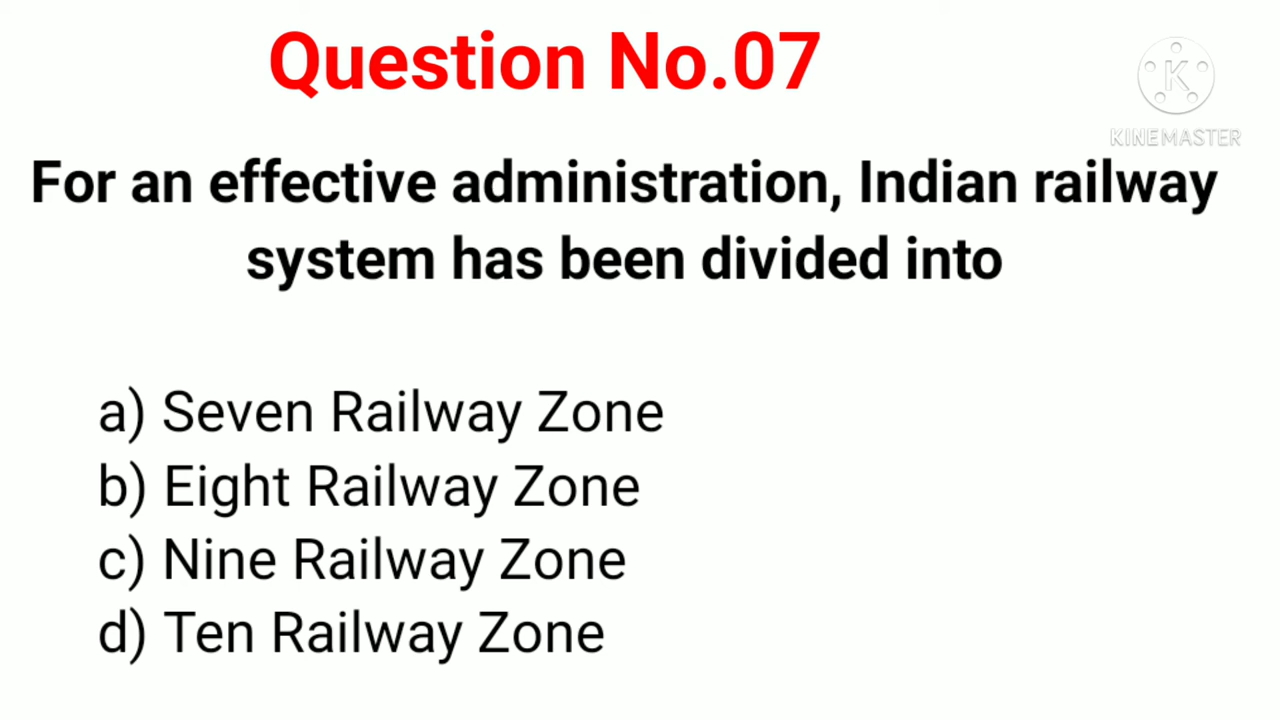 Question No.07
K
KINEMASTER
For an effective administration, Indian railway
system has been divided into
a) Seven Railway Zone
b) Eight Railway Zone
c) Nine Railway Zone
d) Ten Railway Zone